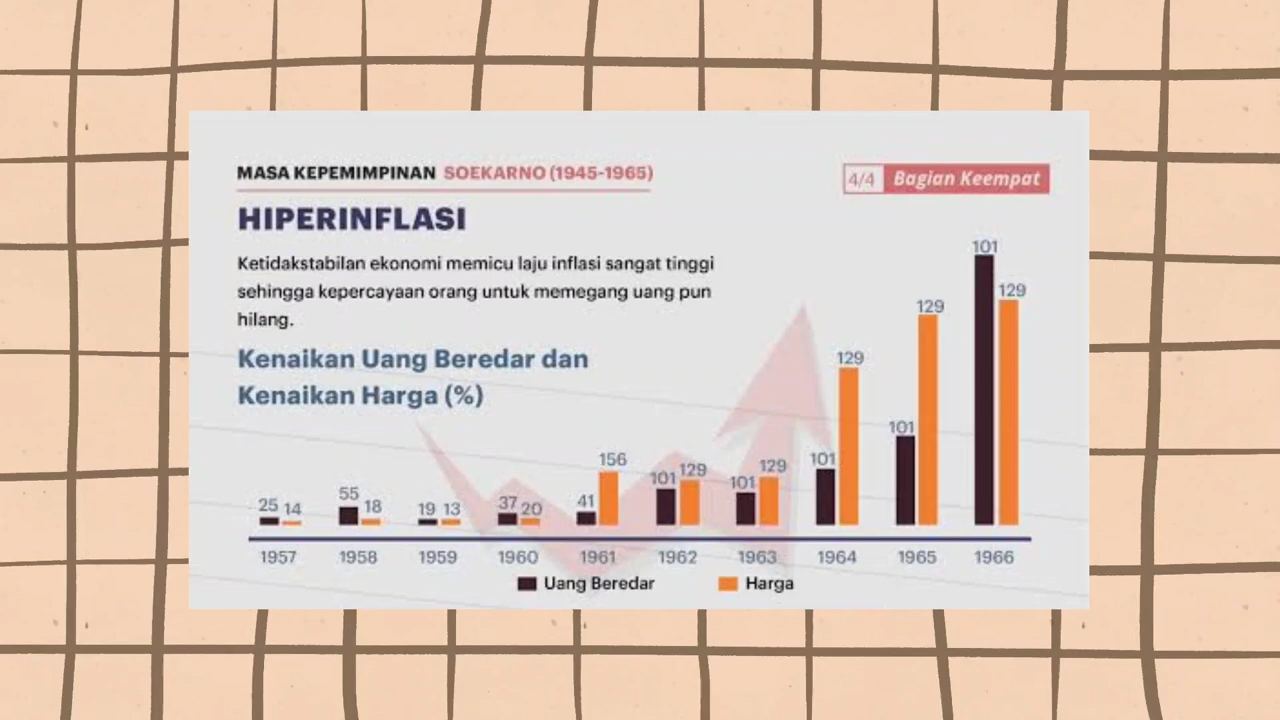 MASA KEPEMIMPINAN SOEKARNO (1945-1965)
4/4 Bagian Keempat
HIPERINFLASI
Ketidakstabilan ekonomi memicu laju inflasi sangat tinggi
sehingga kepercayaan orang untuk memegang uang pun
hilang.
Kenaikan Uang Beredar dan
Kenaikan Harga (%)
25 14 55 18 19 13 37 20 41 156 101 129 101 129 101 129 101 129 101 129
1957 1958 1959 1960 1961 1962 1963 1964 1965 1966
Uang Beredar Harga